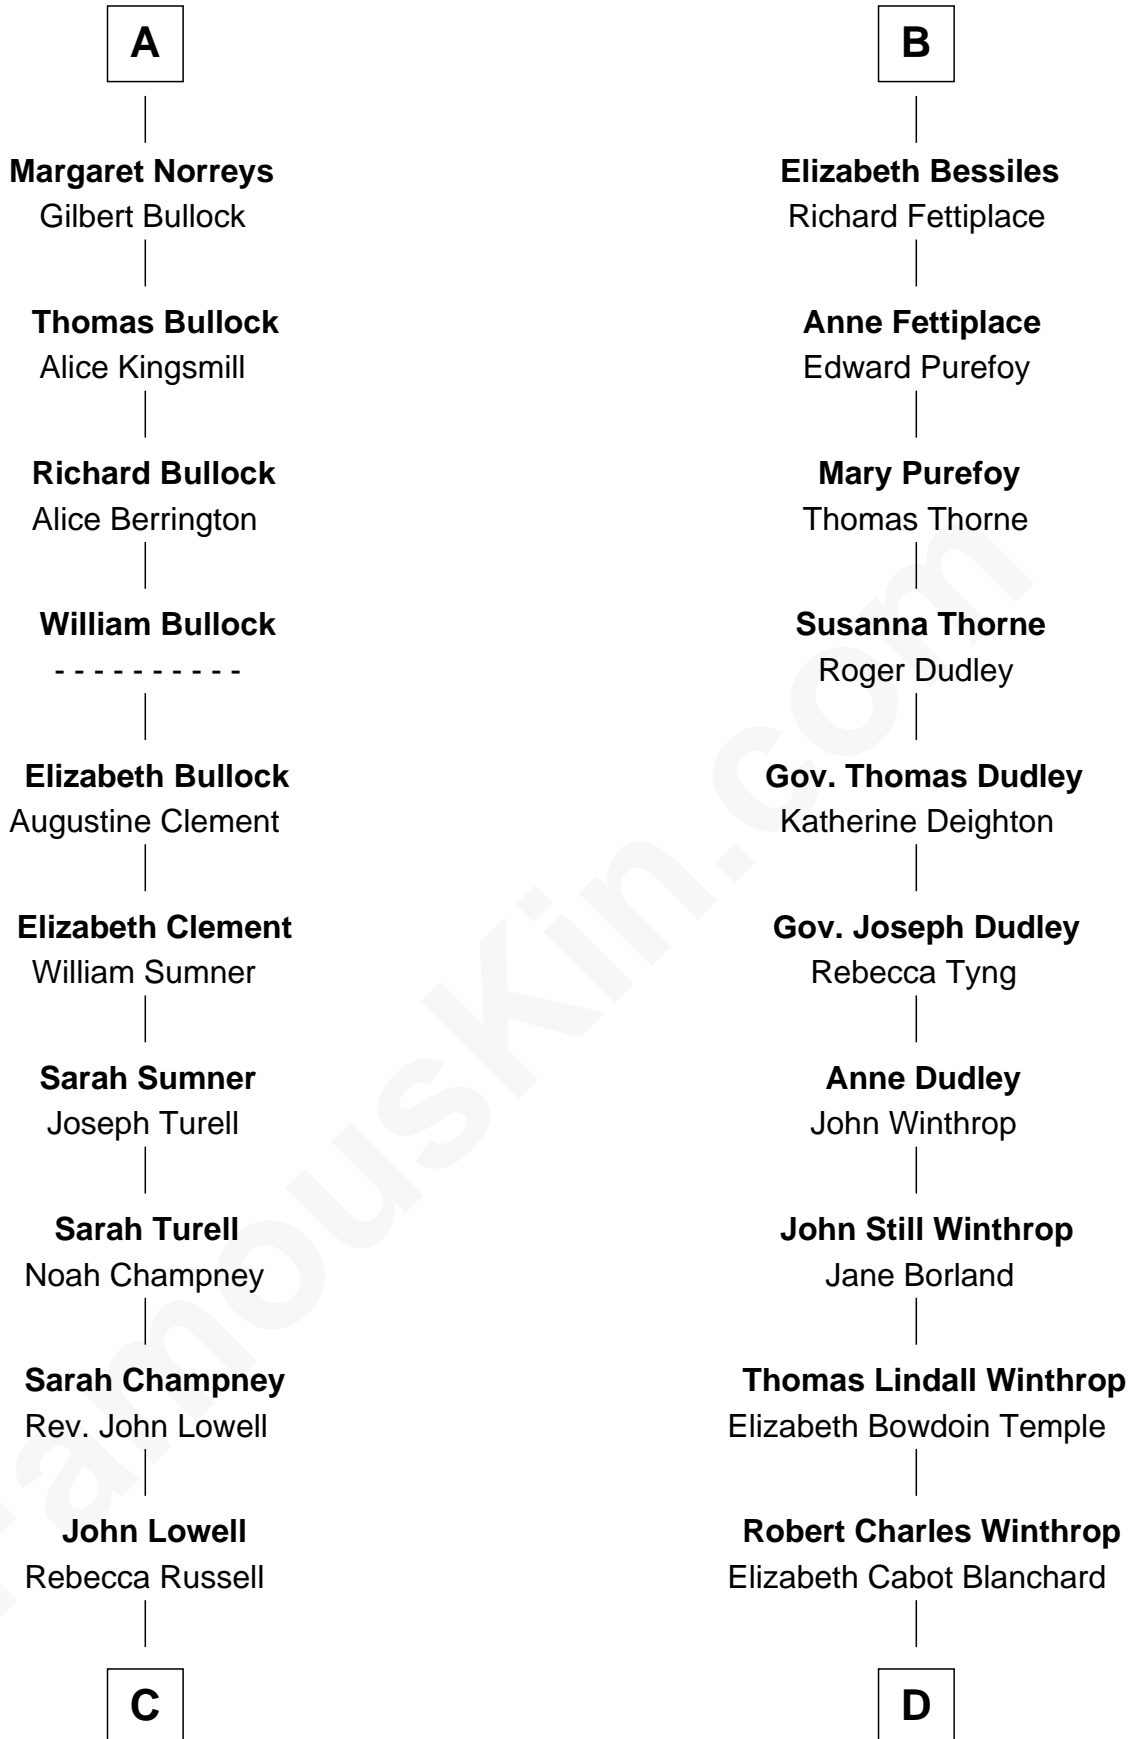 A
Margaret Norreys
Gilbert Bullock
Thomas Bullock
Alice Kingsmill
Richard Bullock
Alice Berrington
William Bullock
- - - - - - - - - -
Elizabeth Bullock
Augustine Clement
Elizabeth Clement
William Sumner
Sarah Sumner
Joseph Turell
Sarah Turell
Noah Champney
Sarah Champney
Rev. John Lowell
John Lowell
Rebecca Russell
C
B
Elizabeth Bessiles
Richard Fettiplace
Anne Fettiplace
Edward Purefoy
Mary Purefoy
Thomas Thorne
Susanna Thorne
Roger Dudley
Gov. Thomas Dudley
Katherine Deighton
Gov. Joseph Dudley
Rebecca Tyng
Anne Dudley
John Winthrop
John Still Winthrop
Jane Borland
Thomas Lindall Winthrop
Elizabeth Bowdoin Temple
Robert Charles Winthrop
Elizabeth Cabot Blanchard
D
FamousKin.com